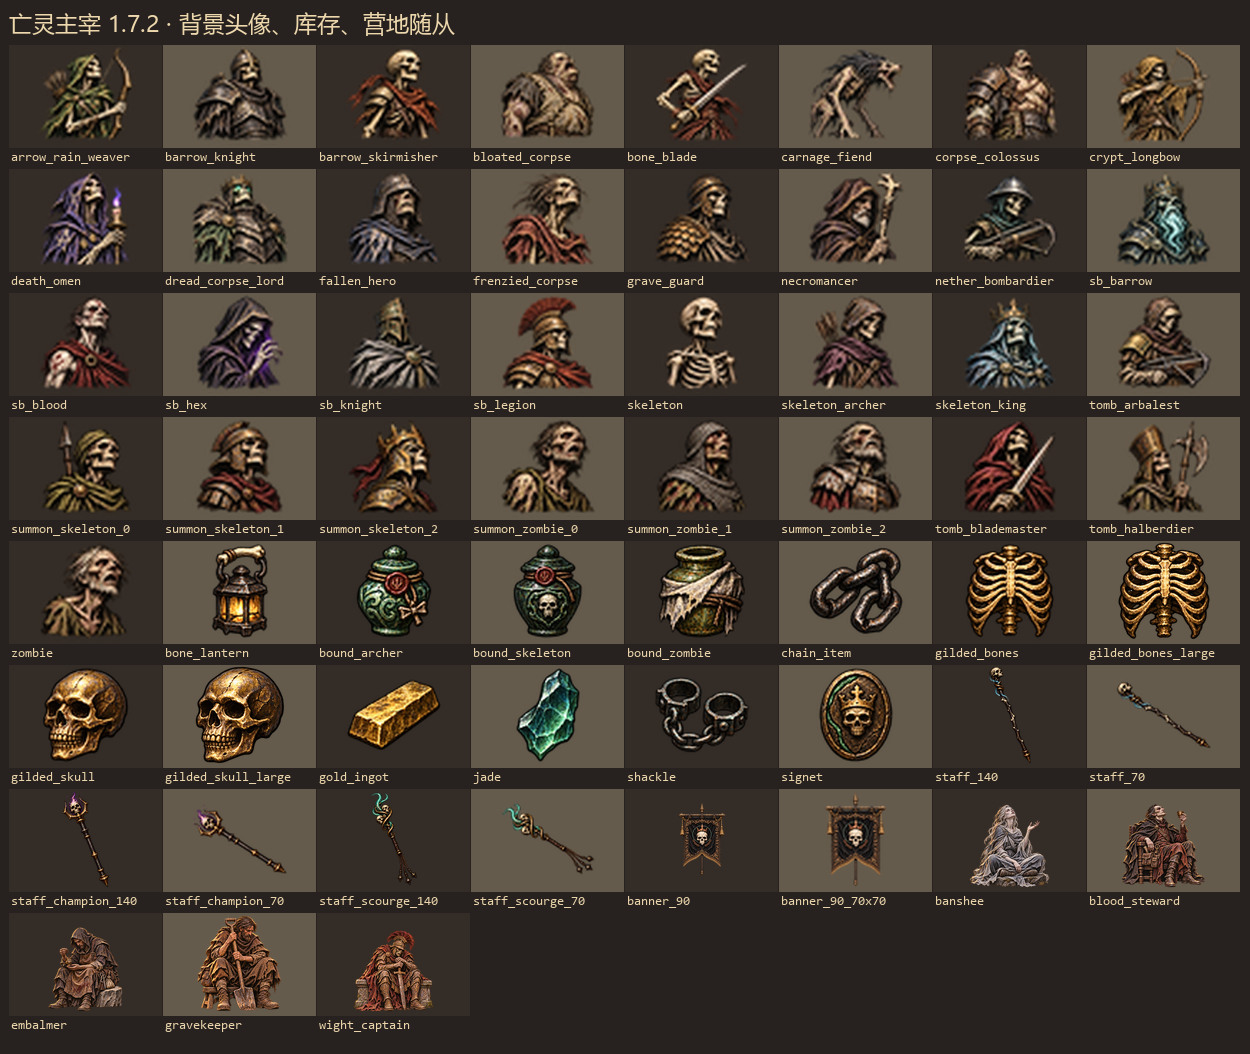 亡灵主宰 1.7.2 · 背景头像、库存、营地随从
arrow_rain_weaver barrow_knight barrow_skirmisher bloated_corpse bone_blade carnage_fiend corpse_colossus crypt_longbow
death_omen dread_corpse_lord fallen_hero frenzied_corpse grave_guard necromancer nether_bombardier sb_barrow
sb_blood sb_hex sb_knight sb_legion skeleton skeleton_archer skeleton_king tomb_arbalest
summon_skeleton_0 summon_skeleton_1 summon_skeleton_2 summon_zombie_0 summon_zombie_1 summon_zombie_2 tomb_blademaster tomb_halberdier
zombie bone_lantern bound_archer bound_skeleton bound_zombie chain_item gilded_bones gilded_bones_large
gilded_skull gilded_skull_large gold_ingot jade shackle signet staff_140 staff_70
staff_champion_140 staff_champion_70 staff_scourge_140 staff_scourge_70 banner_90 banner_90_70x70 banshee blood_steward
embalmer gravekeeper wight_captain